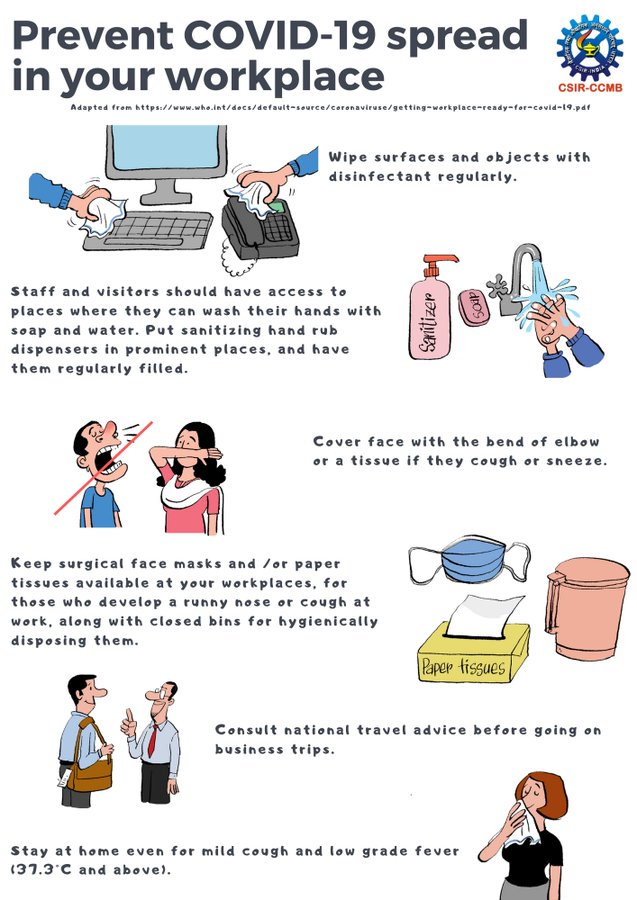 Prevent COVID-19 spread
in your workplace
CSIR-INDIA
CSIR-CCMB
Adapted from https://www.who.int/docs/default-source/coronaviruse/getting-workplace-ready-for-covid-19.pdf
Wipe surfaces and objects with
disinfectant regularly.
Staff and visitors should have access to
places where they can wash their hands with
soap and water. Put sanitizing hand rub
dispensers in prominent places, and have
them regularly filled.
Sanitizer
Soap
Cover face with the bend of elbow
or a tissue if they cough or sneeze.
Keep surgical face masks and /or paper
tissues available at your workplaces, for
those who develop a runny nose or cough at
work, along with closed bins for hygienically
disposing them.
Paper tissues
Consult national travel advice before going on
business trips.
Stay at home even for mild cough and low grade fever
(37.3°C and above).